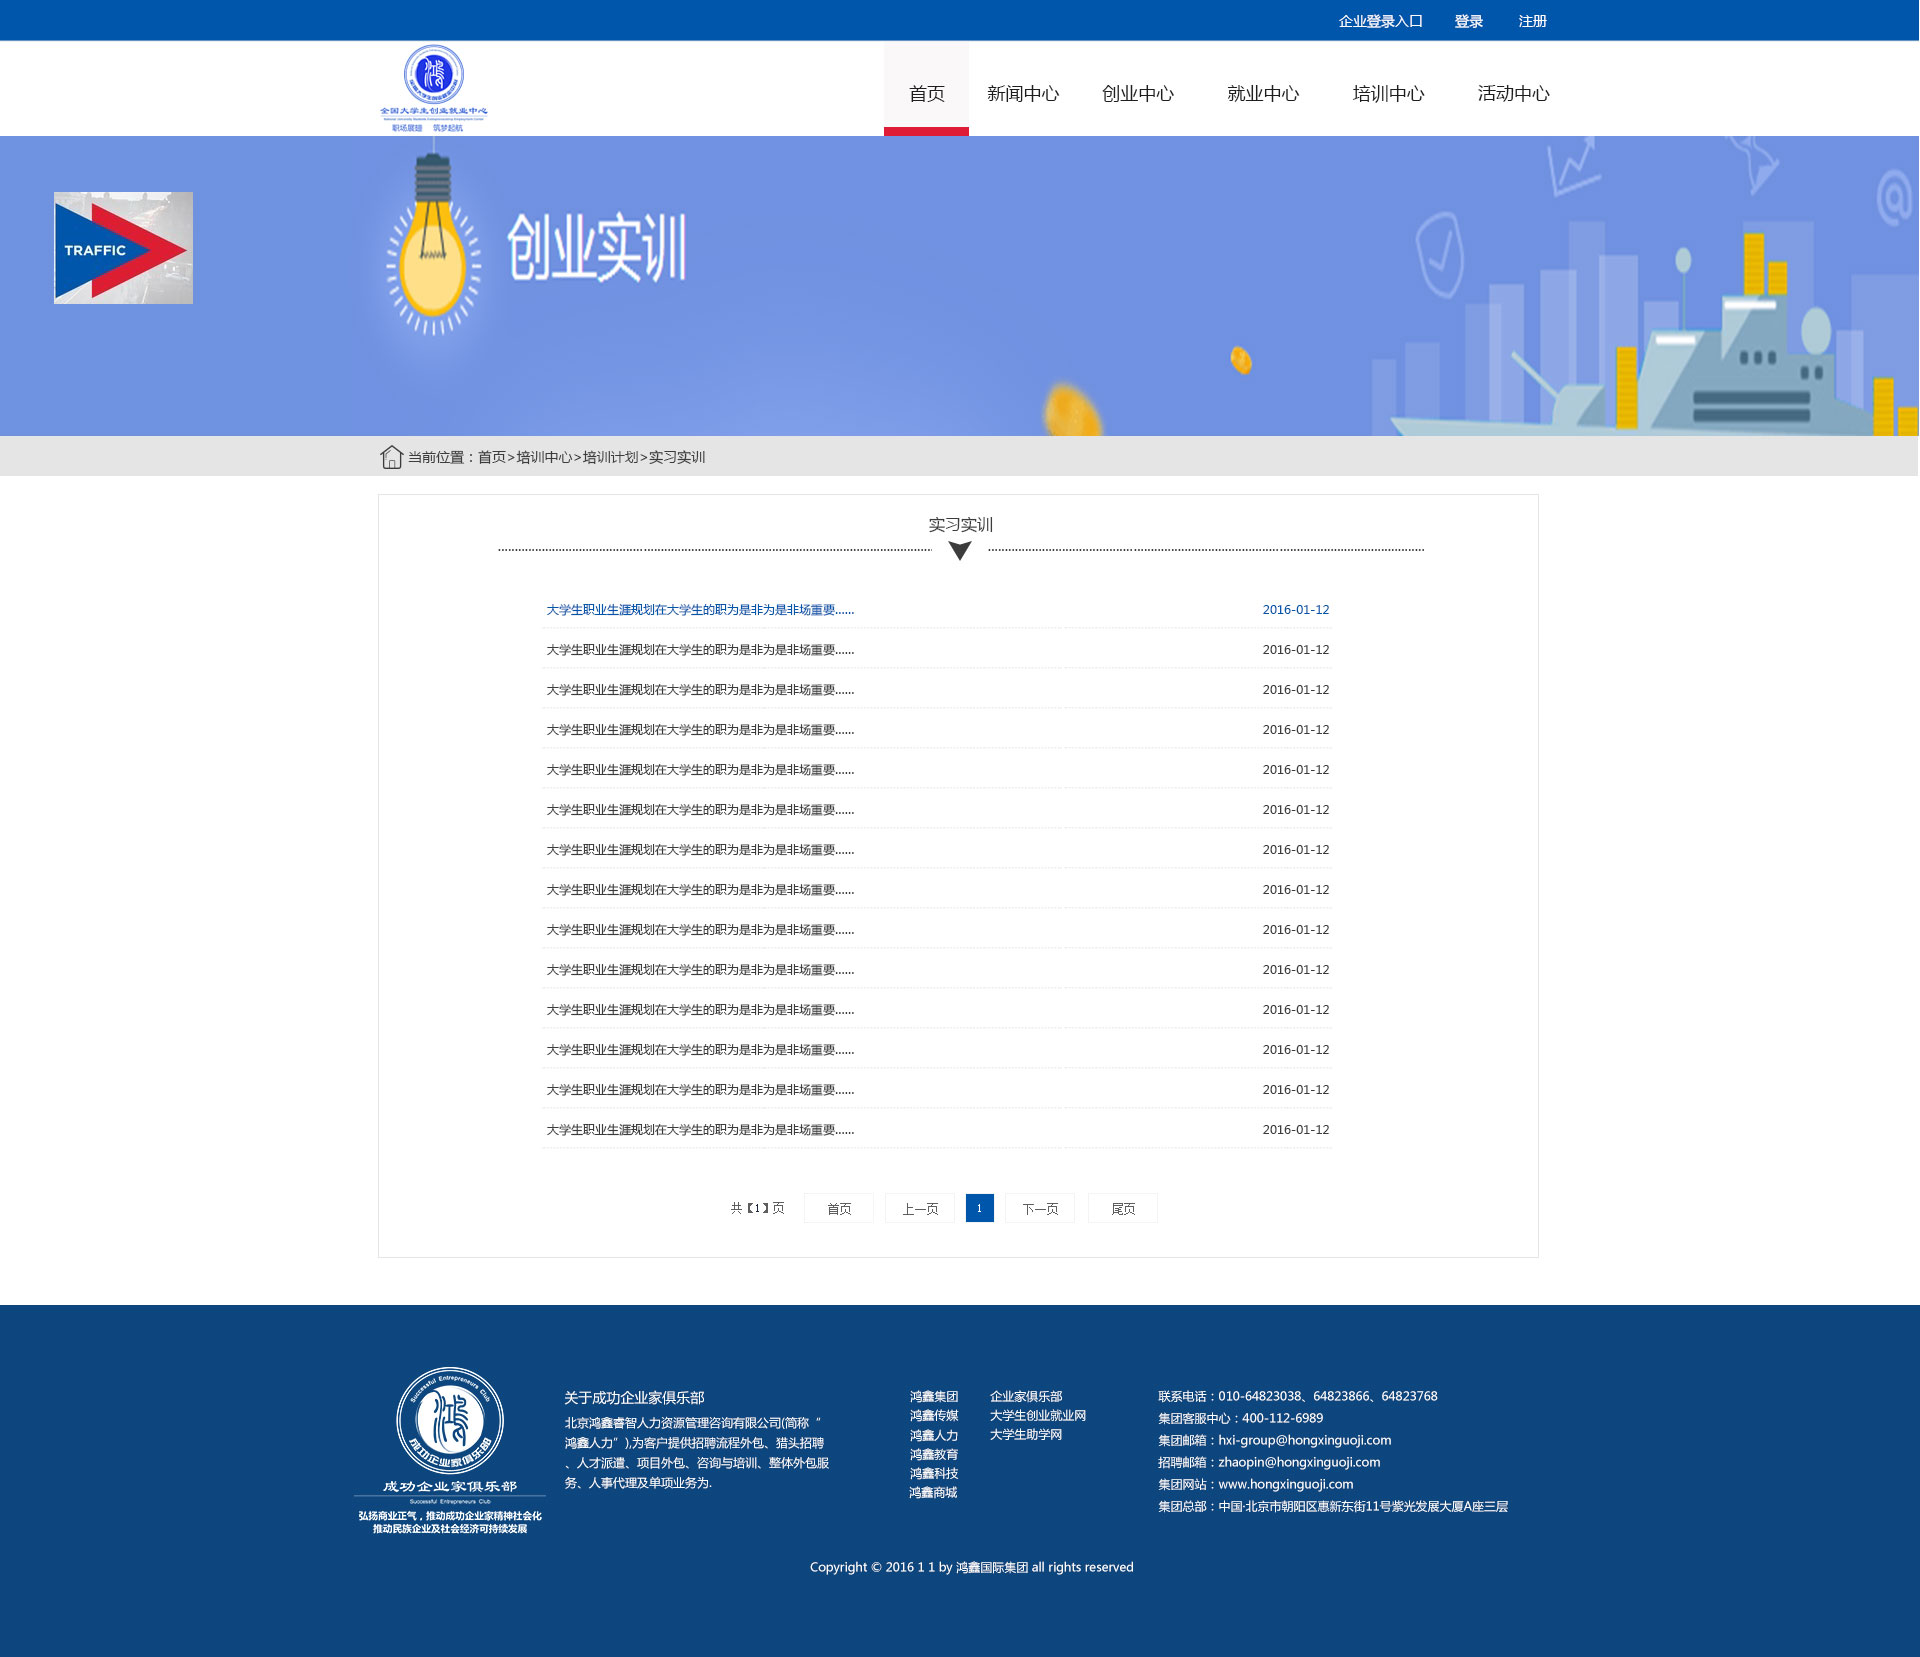 企业登录入口 登录 注册
全国大学生创业就业中心
职场展翅 筑梦起航
首页 新闻中心 创业中心 就业中心 培训中心 活动中心
TRAFFIC
创业实训
当前位置：首页>培训中心>培训计划>实习实训
实习实训
大学生职业生涯规划在大学生的职为是非为是非场重要...... 2016-01-12
大学生职业生涯规划在大学生的职为是非为是非场重要...... 2016-01-12
大学生职业生涯规划在大学生的职为是非为是非场重要...... 2016-01-12
大学生职业生涯规划在大学生的职为是非为是非场重要...... 2016-01-12
大学生职业生涯规划在大学生的职为是非为是非场重要...... 2016-01-12
大学生职业生涯规划在大学生的职为是非为是非场重要...... 2016-01-12
大学生职业生涯规划在大学生的职为是非为是非场重要...... 2016-01-12
大学生职业生涯规划在大学生的职为是非为是非场重要...... 2016-01-12
大学生职业生涯规划在大学生的职为是非为是非场重要...... 2016-01-12
大学生职业生涯规划在大学生的职为是非为是非场重要...... 2016-01-12
大学生职业生涯规划在大学生的职为是非为是非场重要...... 2016-01-12
大学生职业生涯规划在大学生的职为是非为是非场重要...... 2016-01-12
大学生职业生涯规划在大学生的职为是非为是非场重要...... 2016-01-12
大学生职业生涯规划在大学生的职为是非为是非场重要...... 2016-01-12
共【1】页 首页 上一页 1 下一页 尾页
Successful Entrepreneurs Club
成功企业家俱乐部
成功企业家俱乐部
Successful Entrepreneurs Club
弘扬商业正气，推动成功企业家精神社会化
推动民族企业及社会经济可持续发展
关于成功企业家俱乐部
北京鸿鑫睿智人力资源管理咨询有限公司(简称“
鸿鑫人力”),为客户提供招聘流程外包、猎头招聘
、人才派遣、项目外包、咨询与培训、整体外包服
务、人事代理及单项业务为.
鸿鑫集团
鸿鑫传媒
鸿鑫人力
鸿鑫教育
鸿鑫科技
鸿鑫商城
企业家俱乐部
大学生创业就业网
大学生助学网
联系电话：010-64823038、64823866、64823768
集团客服中心：400-112-6989
集团邮箱：hxi-group@hongxinguoji.com
招聘邮箱：zhaopin@hongxinguoji.com
集团网站：www.hongxinguoji.com
集团总部：中国·北京市朝阳区惠新东街11号紫光发展大厦A座三层
Copyright © 2016 1 1 by 鸿鑫国际集团 all rights reserved